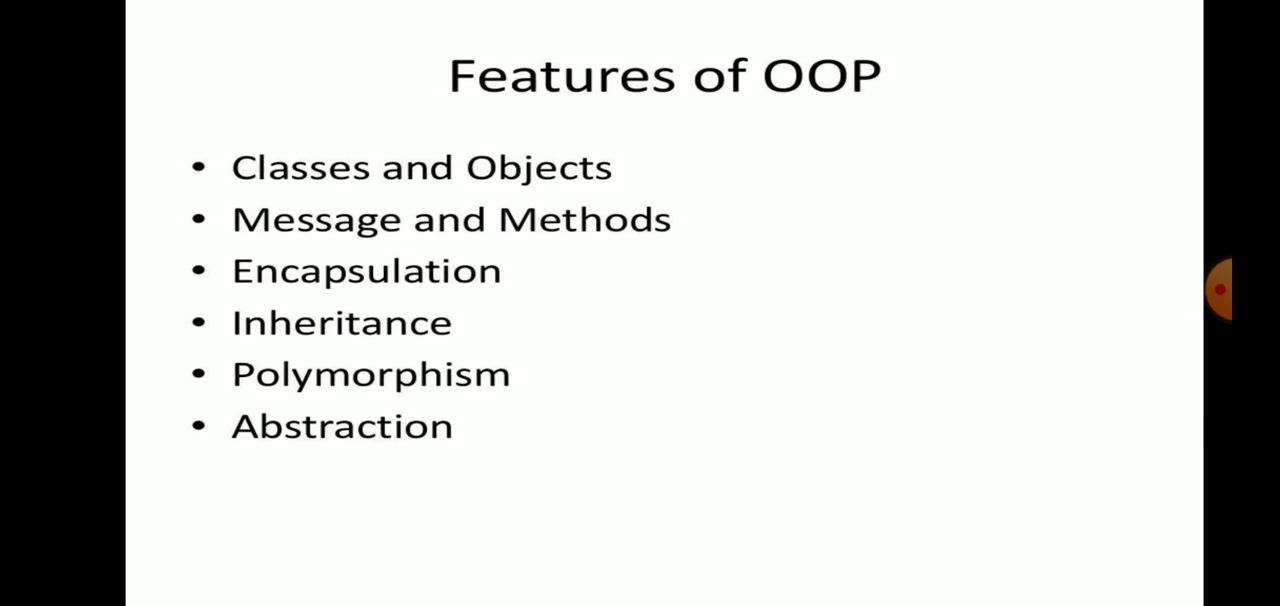 Features of OOP
• Classes and Objects
• Message and Methods
• Encapsulation
• Inheritance
• Polymorphism
• Abstraction